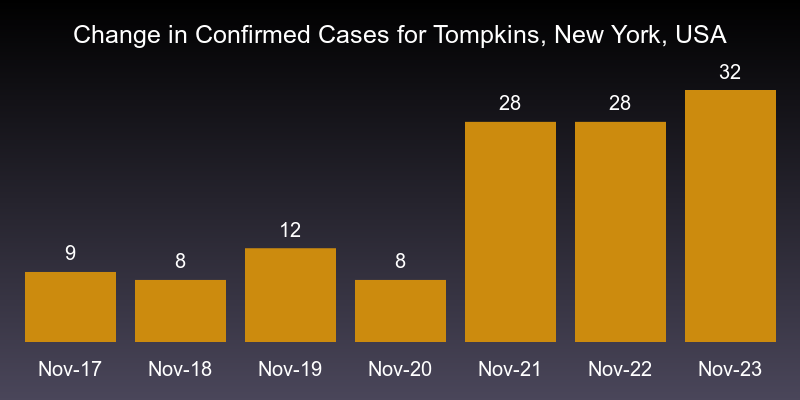 Change in Confirmed Cases for Tompkins, New York, USA
9
8
12
8
28
28
32
Nov-17
Nov-18
Nov-19
Nov-20
Nov-21
Nov-22
Nov-23